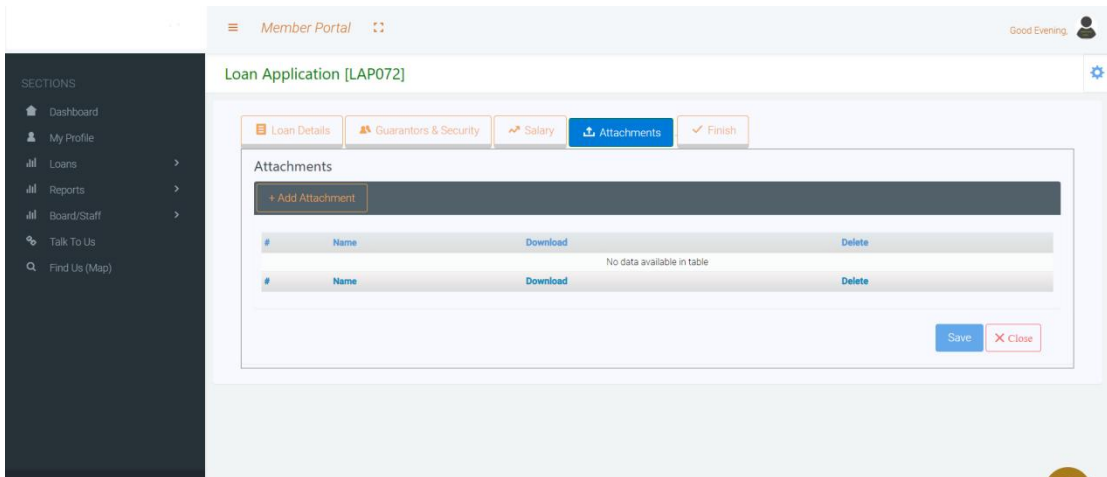 Member Portal
Good Evening,
SECTIONS
Dashboard
My Profile
Loans
Reports
Board/Staff
Talk To Us
Find Us (Map)
Loan Application [LAP072]
Loan Details Guarantors & Security Salary Attachments Finish
Attachments
+ Add Attachment
# Name Download Delete
No data available in table
# Name Download Delete
Save X Close